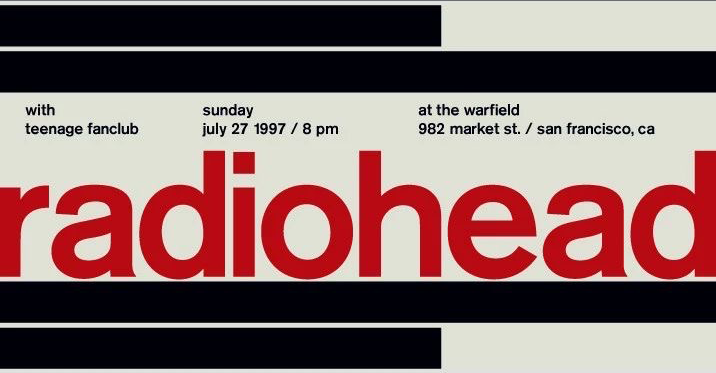 with
teenage fanclub
sunday
july 27 1997 / 8 pm
at the warfield
982 market st. / san francisco, ca
radiohead